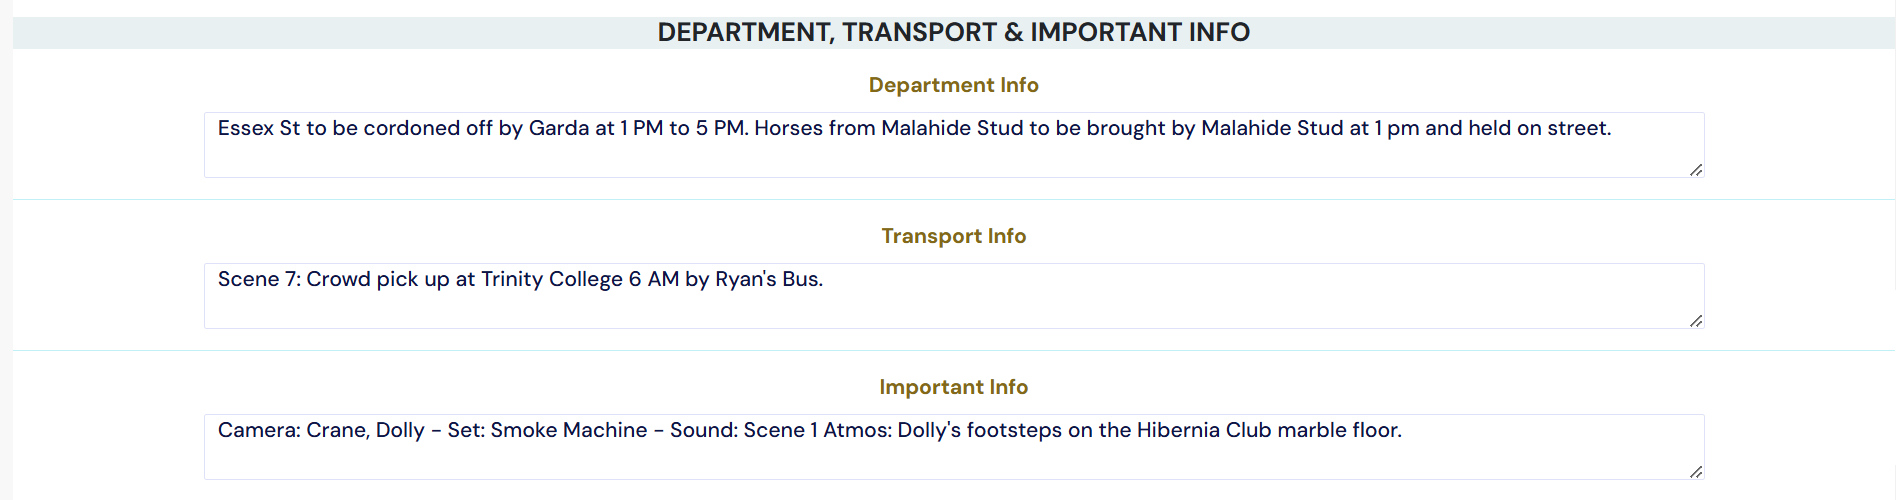 DEPARTMENT, TRANSPORT & IMPORTANT INFO
Department Info
Essex St to be cordoned off by Garda at 1 PM to 5 PM. Horses from Malahide Stud to be brought by Malahide Stud at 1 pm and held on street.
Transport Info
Scene 7: Crowd pick up at Trinity College 6 AM by Ryan's Bus.
Important Info
Camera: Crane, Dolly - Set: Smoke Machine - Sound: Scene 1 Atmos: Dolly's footsteps on the Hibernia Club marble floor.